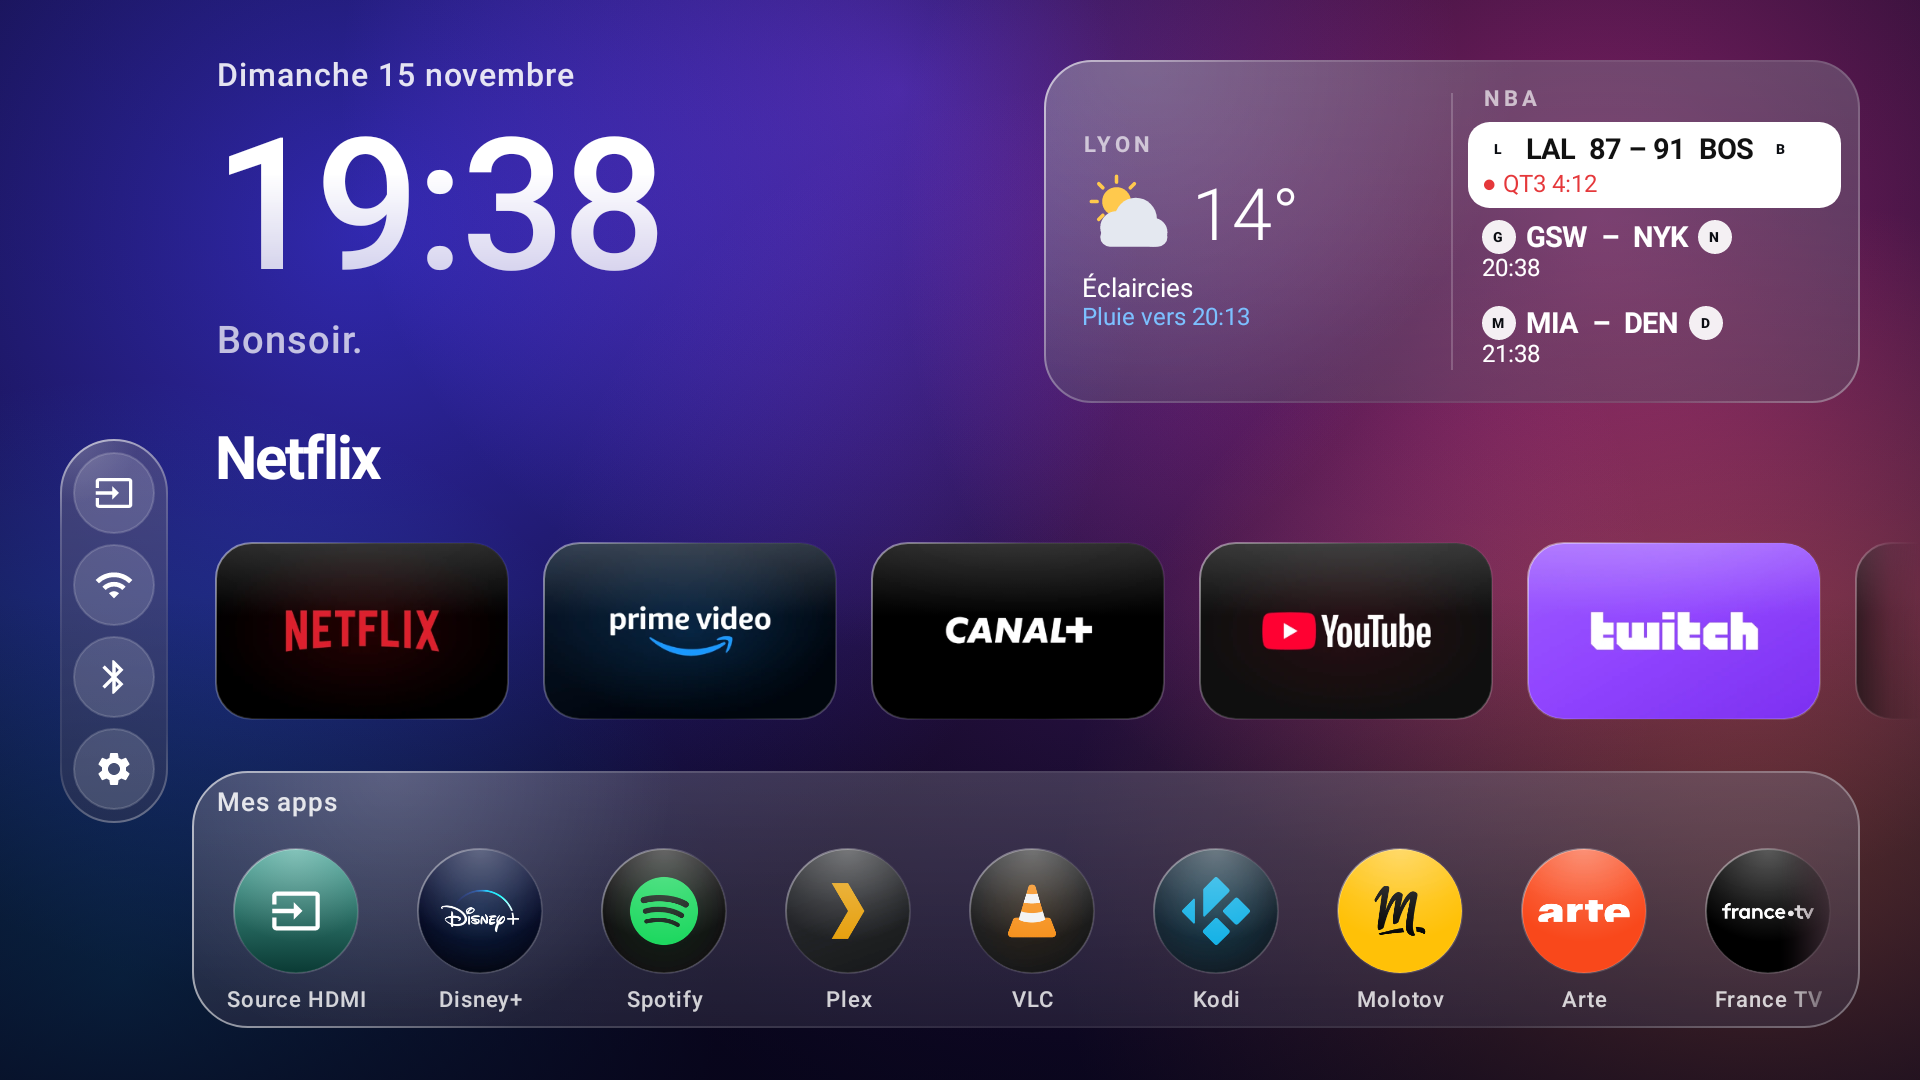 Dimanche 15 novembre
19:38
Bonsoir.
LYON
14°
Éclaircies
Pluie vers 20:13
NBA
L LAL 87 – 91 BOS B
QT3 4:12
G GSW – NYK N
20:38
M MIA – DEN D
21:38
Netflix
NETFLIX
prime video
CANAL+
YouTube
twitch
Mes apps
Disney+
M.
arte
france•tv
Source HDMI
Disney+
Spotify
Plex
VLC
Kodi
Molotov
Arte
France TV